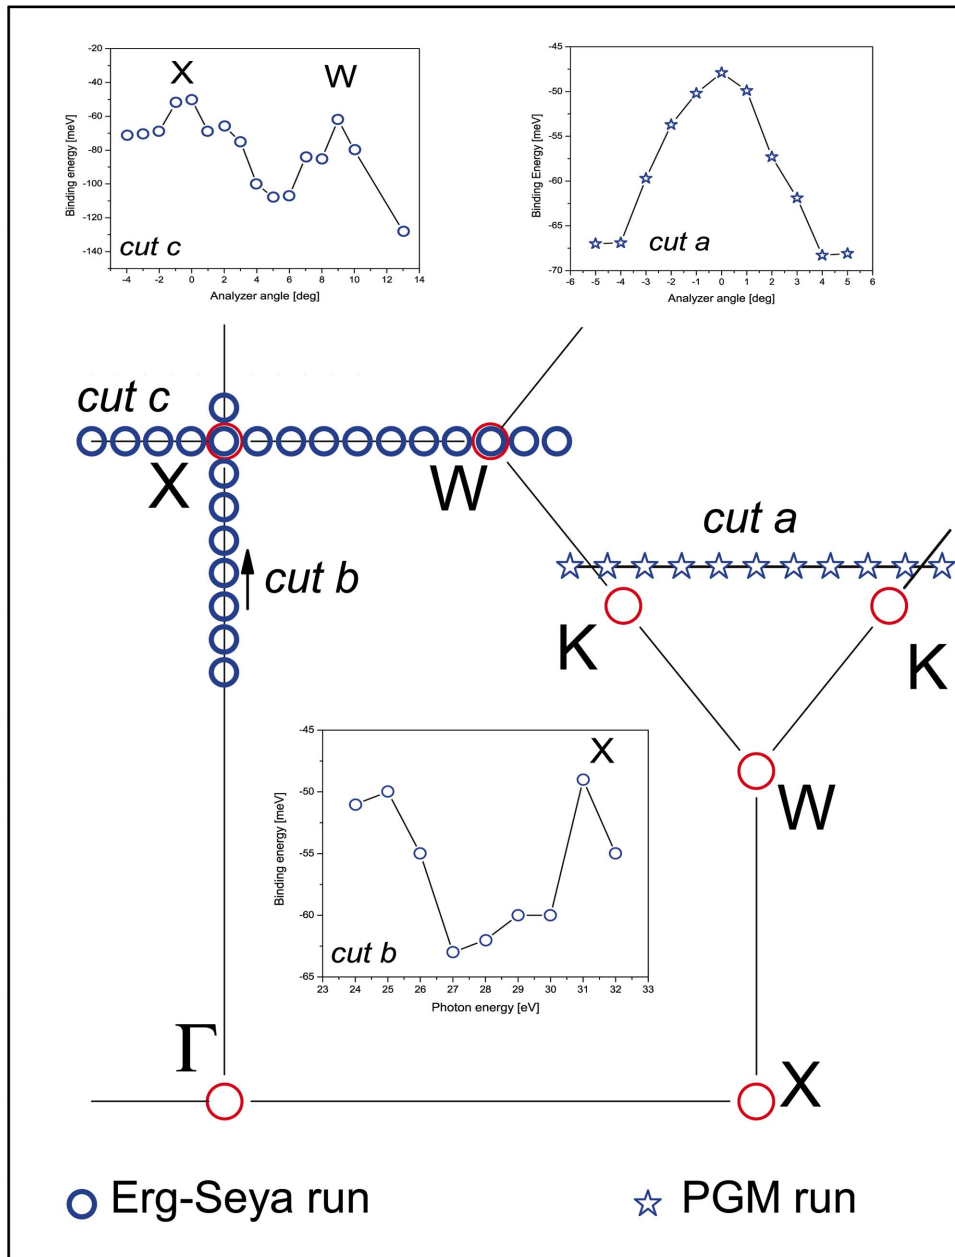 -20
-40
-60
-80
-100
-120
-140
Binding energy [meV]
X
W
cut c
-4 -2 0 2 4 6 8 10 12 14
Analyzer angle [deg]
-45
-50
-55
-60
-65
-70
Binding Energy [meV]
cut a
-6 -5 -4 -3 -2 -1 0 1 2 3 4 5 6
Analyzer angle [deg]
cut c
X
W
cut a
cut b
K
K
-45
-50
-55
-60
-65
Binding energy [meV]
X
cut b
23 24 25 26 27 28 29 30 31 32 33
Photon energy [eV]
W
Γ
X
Erg-Seya run
PGM run